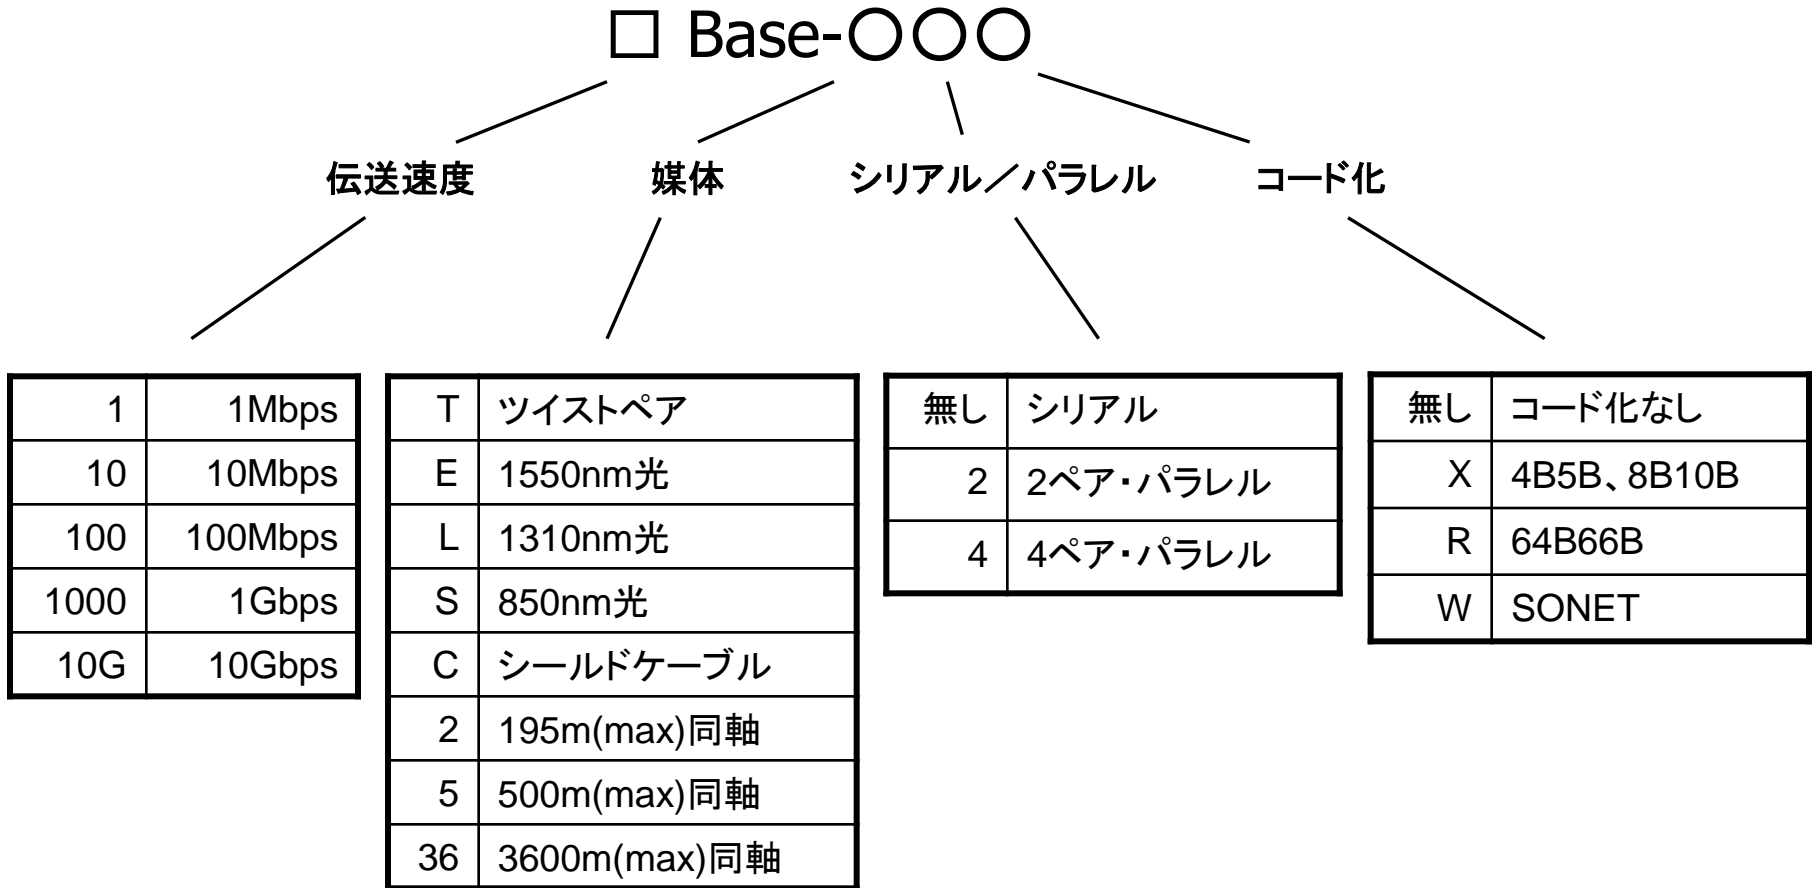 □ Base-○○○
伝送速度 媒体 シリアル／パラレル コード化
1 1Mbps
10 10Mbps
100 100Mbps
1000 1Gbps
10G 10Gbps
T ツイストペア
E 1550nm光
L 1310nm光
S 850nm光
C シールドケーブル
2 195m(max)同軸
5 500m(max)同軸
36 3600m(max)同軸
無し シリアル
2 2ペア・パラレル
4 4ペア・パラレル
無し コード化なし
X 4B5B、8B10B
R 64B66B
W SONET